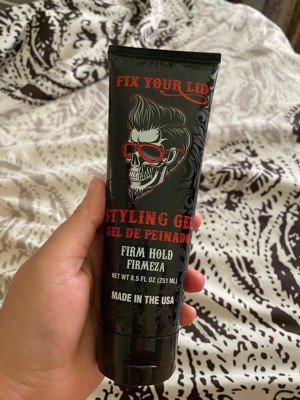 FIX YOUR LID
STYLING GEL
GEL DE PEINADO
FIRM HOLD
FIRMEZA
NET WT 8.5 FL OZ (251 ML)
MADE IN THE USA